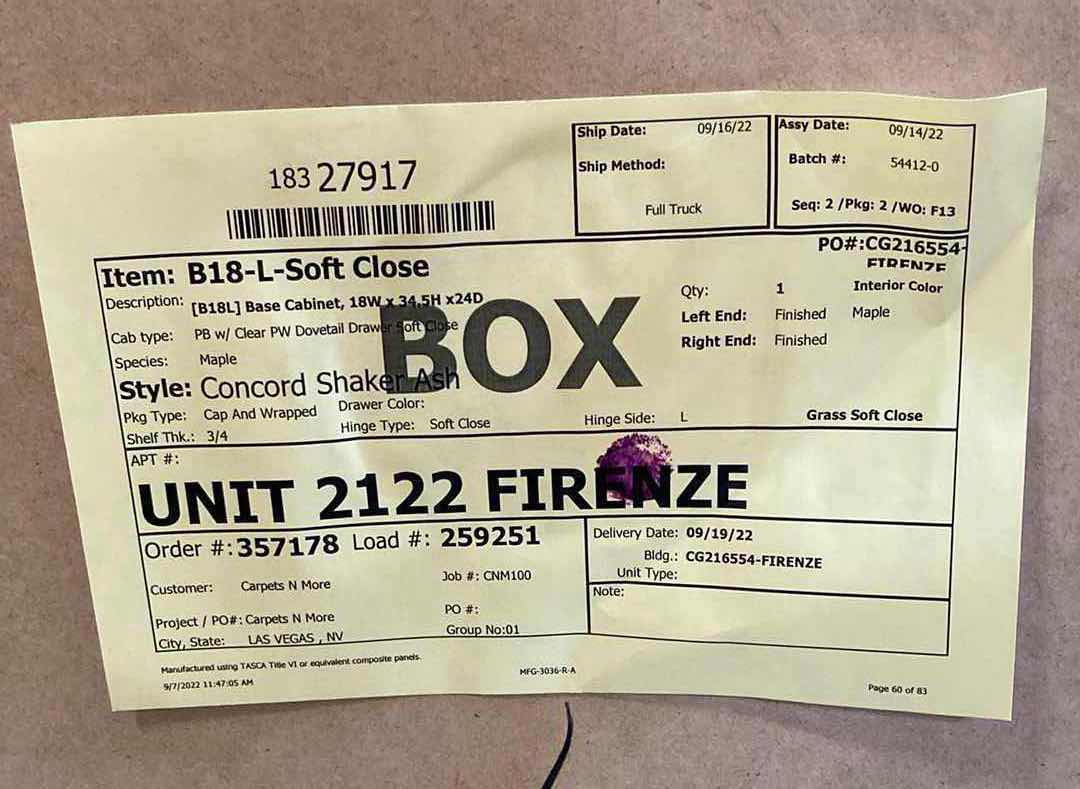 183 27917
Ship Date: 09/16/22
Ship Method:
Full Truck
Assy Date: 09/14/22
Batch #: 54412-0
Seq: 2 /Pkg: 2 /WO: F13
PO#:CG216554-
FIRENZE
Item: B18-L-Soft Close
Description: [B18L] Base Cabinet, 18W x 34.5H x24D
Cab type: PB w/ Clear PW Dovetail Drawer Soft Close
Species: Maple
Style: Concord Shaker Ash
Pkg Type: Cap And Wrapped Drawer Color:
Shelf Thk.: 3/4 Hinge Type: Soft Close
BOX
Qty: 1 Interior Color
Left End: Finished Maple
Right End: Finished
Hinge Side: L Grass Soft Close
APT #:
UNIT 2122 FIRENZE
Order #:357178 Load #: 259251
Customer: Carpets N More Job #: CNM100
Project / PO#: Carpets N More PO #:
City, State: LAS VEGAS , NV Group No:01
Delivery Date: 09/19/22
Bldg.: CG216554-FIRENZE
Unit Type:
Note:
Manufactured using TASCA Title VI or equivalent composite panels.
9/7/2022 11:47:05 AM
MFG-3036-R-A
Page 60 of 83